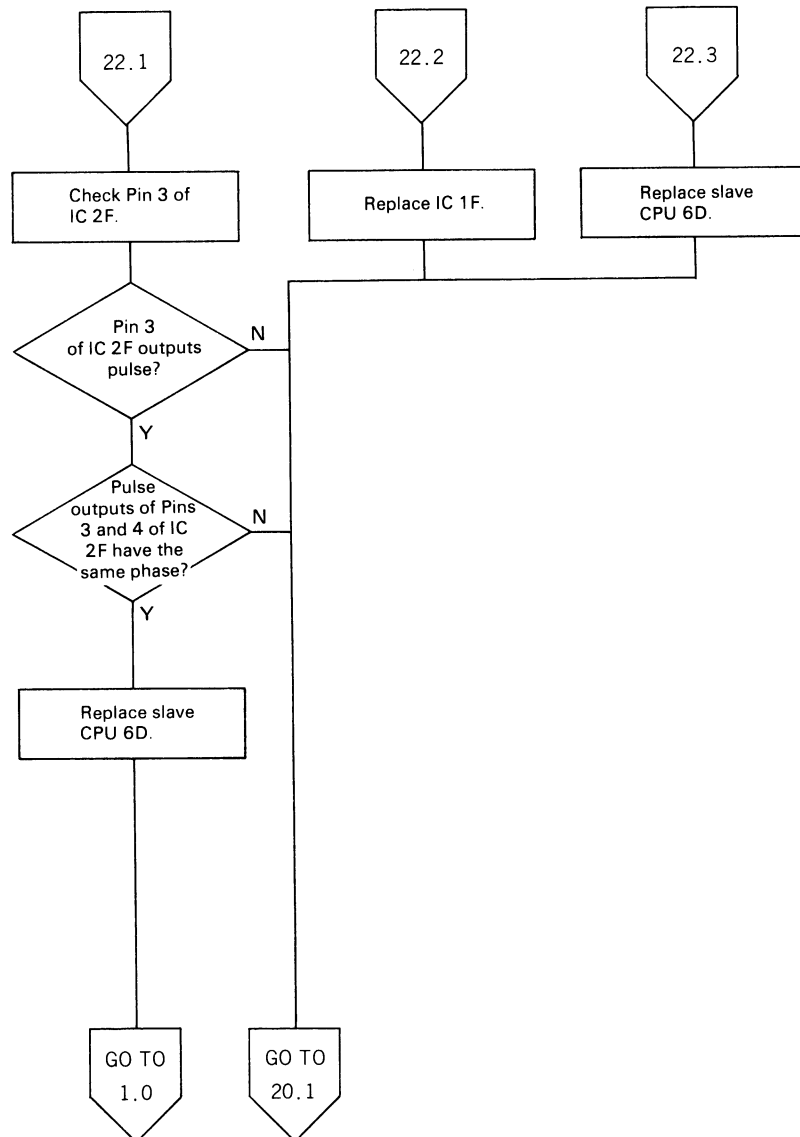 22.1
22.2
22.3
Check Pin 3 of
IC 2F.
Replace IC 1F.
Replace slave
CPU 6D.
Pin 3
of IC 2F outputs
pulse?
N
Y
Pulse
outputs of Pins
3 and 4 of IC
2F have the
same phase?
N
Y
Replace slave
CPU 6D.
GO TO
1.0
GO TO
20.1